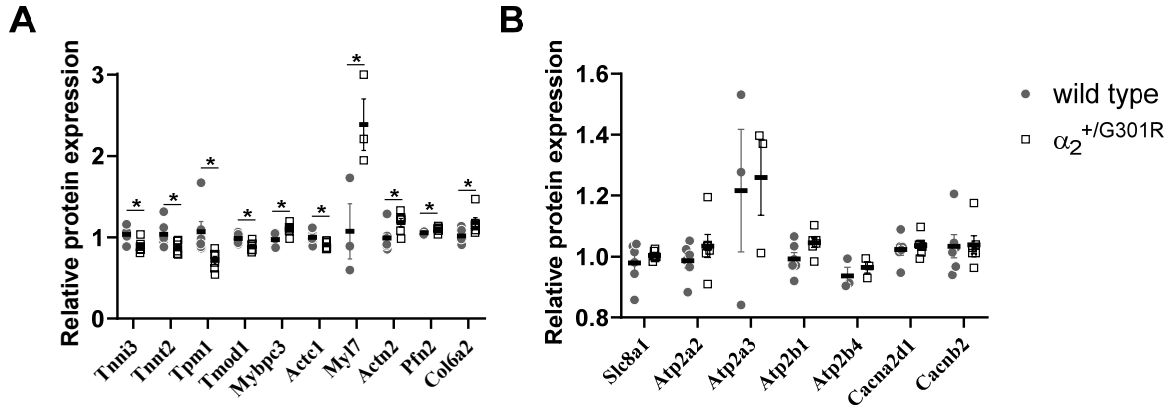 A
B
Relative protein expression
3
2
1
0
*
*
*
*
*
*
*
*
*
*
Tnni3
Tnnt2
Tpm1
Tmod1
Mybpc3
Actc1
Myl7
Actn2
Pfn2
Col6a2
Relative protein expression
1.6
1.4
1.2
1.0
0.8
Slc8a1
Atp2a2
Atp2a3
Atp2b1
Atp2b4
Cacna2d1
Cacnb2
wild type
α₂⁺/G301R